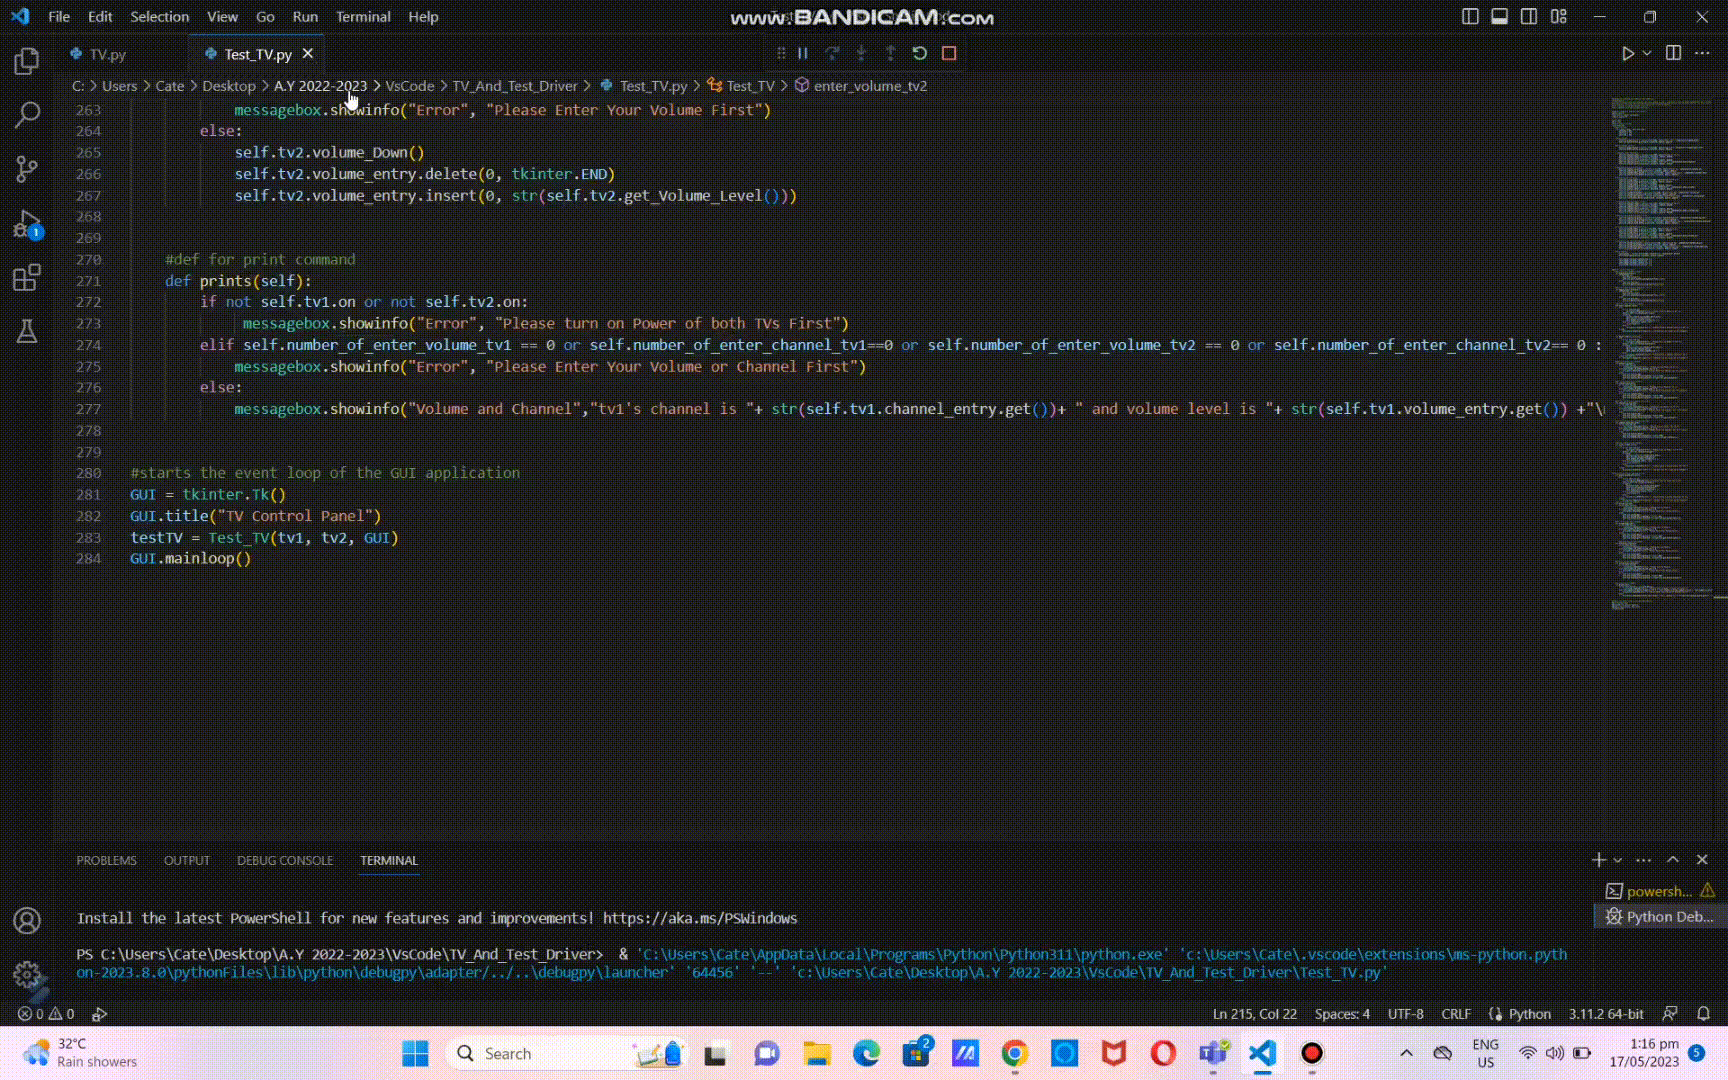 File Edit Selection View Go Run Terminal Help
www.BANDICAM.com
TV.py
Test_TV.py
C: > Users > Cate > Desktop > A.Y 2022-2023 > VsCode > TV_And_Test_Driver > Test_TV.py > Test_TV > enter_volume_tv2
263 messagebox.showinfo("Error", "Please Enter Your Volume First")
264 else:
265 self.tv2.volume_Down()
266 self.tv2.volume_entry.delete(0, tkinter.END)
267 self.tv2.volume_entry.insert(0, str(self.tv2.get_Volume_Level()))
268
269
270 #def for print command
271 def prints(self):
272 if not self.tv1.on or not self.tv2.on:
273 messagebox.showinfo("Error", "Please turn on Power of both TVs First")
274 elif self.number_of_enter_volume_tv1 == 0 or self.number_of_enter_channel_tv1==0 or self.number_of_enter_volume_tv2 == 0 or self.number_of_enter_channel_tv2== 0 :
275 messagebox.showinfo("Error", "Please Enter Your Volume or Channel First")
276 else:
277 messagebox.showinfo("Volume and Channel","tv1's channel is "+ str(self.tv1.channel_entry.get())+ " and volume level is "+ str(self.tv1.volume_entry.get()) +"\
278
279
280 #starts the event loop of the GUI application
281 GUI = tkinter.Tk()
282 GUI.title("TV Control Panel")
283 testTV = Test_TV(tv1, tv2, GUI)
284 GUI.mainloop()
1
PROBLEMS OUTPUT DEBUG CONSOLE TERMINAL
powersh...
Python Deb...
Install the latest PowerShell for new features and improvements! https://aka.ms/PSWindows
PS C:\Users\Cate\Desktop\A.Y 2022-2023\VsCode\TV_And_Test_Driver> & 'C:\Users\Cate\AppData\Local\Programs\Python\Python311\python.exe' 'c:\Users\Cate\.vscode\extensions\ms-python.pyth
on-2023.8.0\pythonFiles\lib\python\debugpy\adapter/../..\debugpy\launcher' '64456' '--' 'c:\Users\Cate\Desktop\A.Y 2022-2023\VsCode\TV_And_Test_Driver\Test_TV.py'
0 0 Ln 215, Col 22 Spaces: 4 UTF-8 CRLF Python 3.11.2 64-bit
32°C
Rain showers
Search
2
ENG
US
1:16 pm
17/05/2023
5